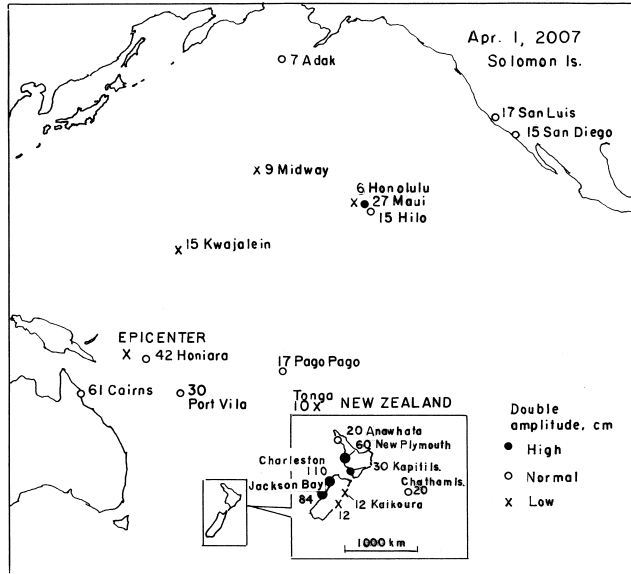 Apr. 1, 2007
Solomon Is.
7 Adak
17 San Luis
15 San Diego
9 Midway
6 Honolulu
27 Maui
15 Hilo
15 Kwajalein
EPICENTER
42 Honiara
61 Cairns
30
Port Vila
17 Pago Pago
Tonga
10
NEW ZEALAND
20 Anawhata
60 New Plymouth
Charleston
110
30 Kapiti Is.
Chatham Is.
20
Jackson Bay
84
12 Kaikoura
12
1000 km
Double
amplitude, cm
High
Normal
x Low